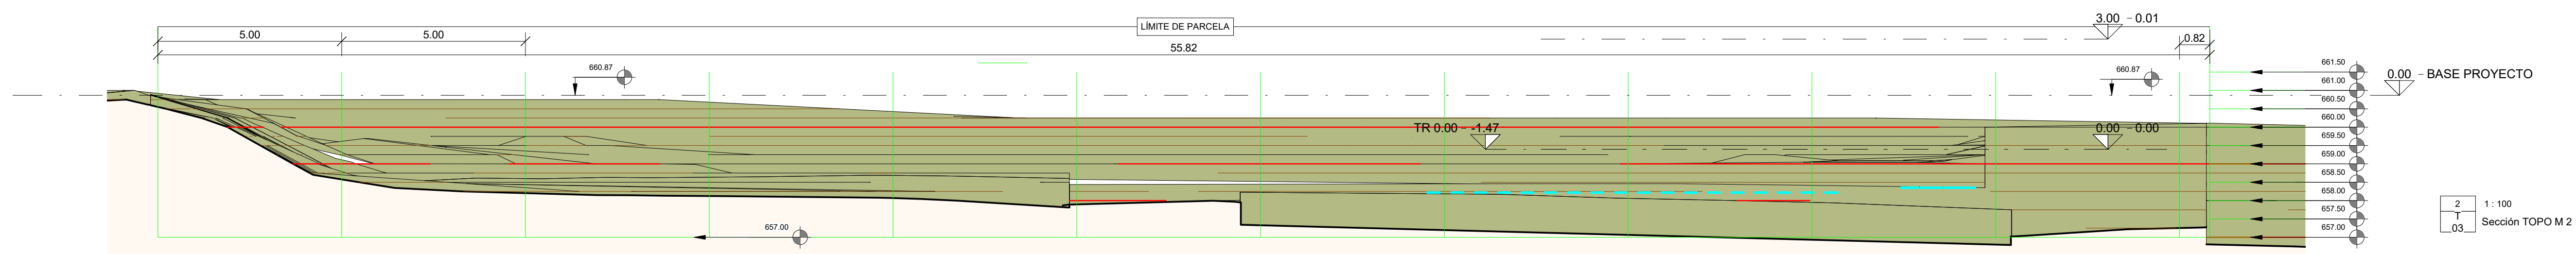 LÍMITE DE PARCELA
3.00 - 0.01
5.00
5.00
0.82
55.82
660.87
660.87
661.50
661.00
0.00 - BASE PROYECTO
660.50
660.00
TR 0.00 - -1.47
0.00 - 0.00
659.50
659.00
658.50
658.00
657.50
657.00
657.00
2
1 : 100
T
03
Sección TOPO M 2